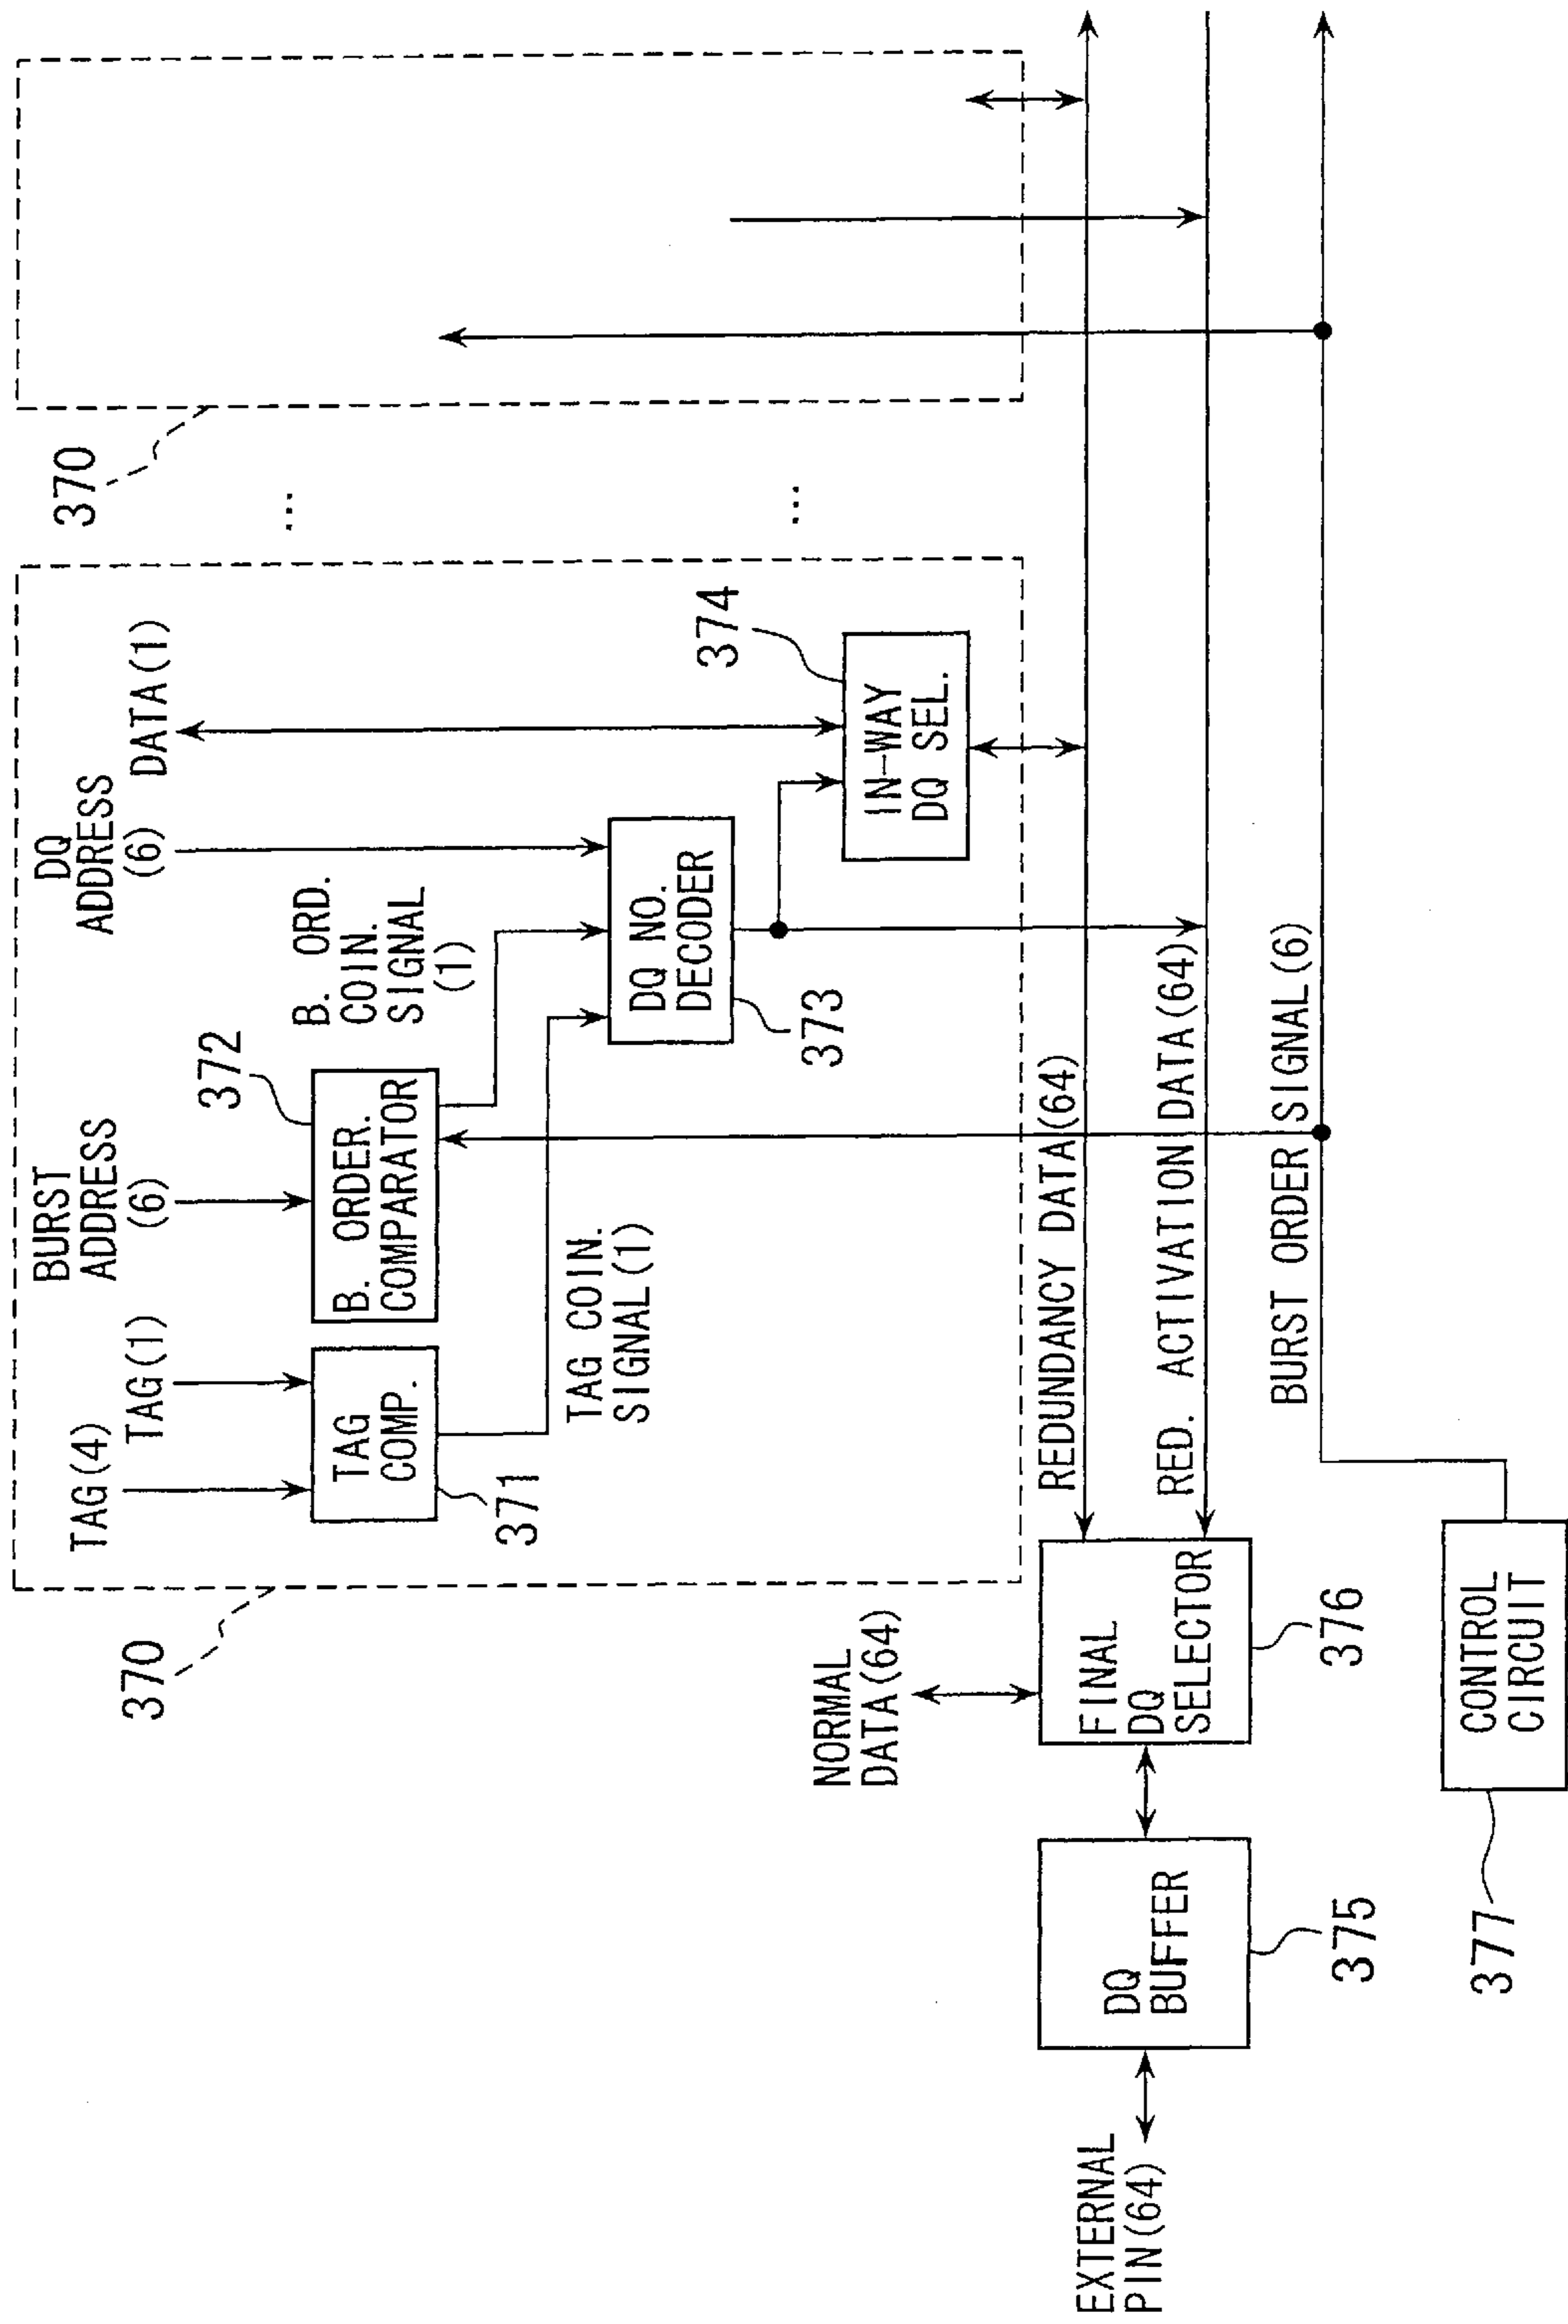 370
TAG(4)
TAG(1)
BURST
ADDRESS
(6)
DQ
ADDRESS
(6)
DATA(1)
370
...
...
TAG
COMP.
371
372
B. ORDER.
COMPARATOR
B. ORD.
COIN.
SIGNAL
(1)
TAG COIN.
SIGNAL(1)
DQ NO.
DECODER
373
374
IN-WAY
DQ SEL.
NORMAL
DATA(64)
REDUNDANCY DATA(64)
RED. ACTIVATION DATA(64)
BURST ORDER SIGNAL(6)
EXTERNAL
PIN(64)
DQ
BUFFER
375
FINAL
DQ
SELECTOR
376
CONTROL
CIRCUIT
377